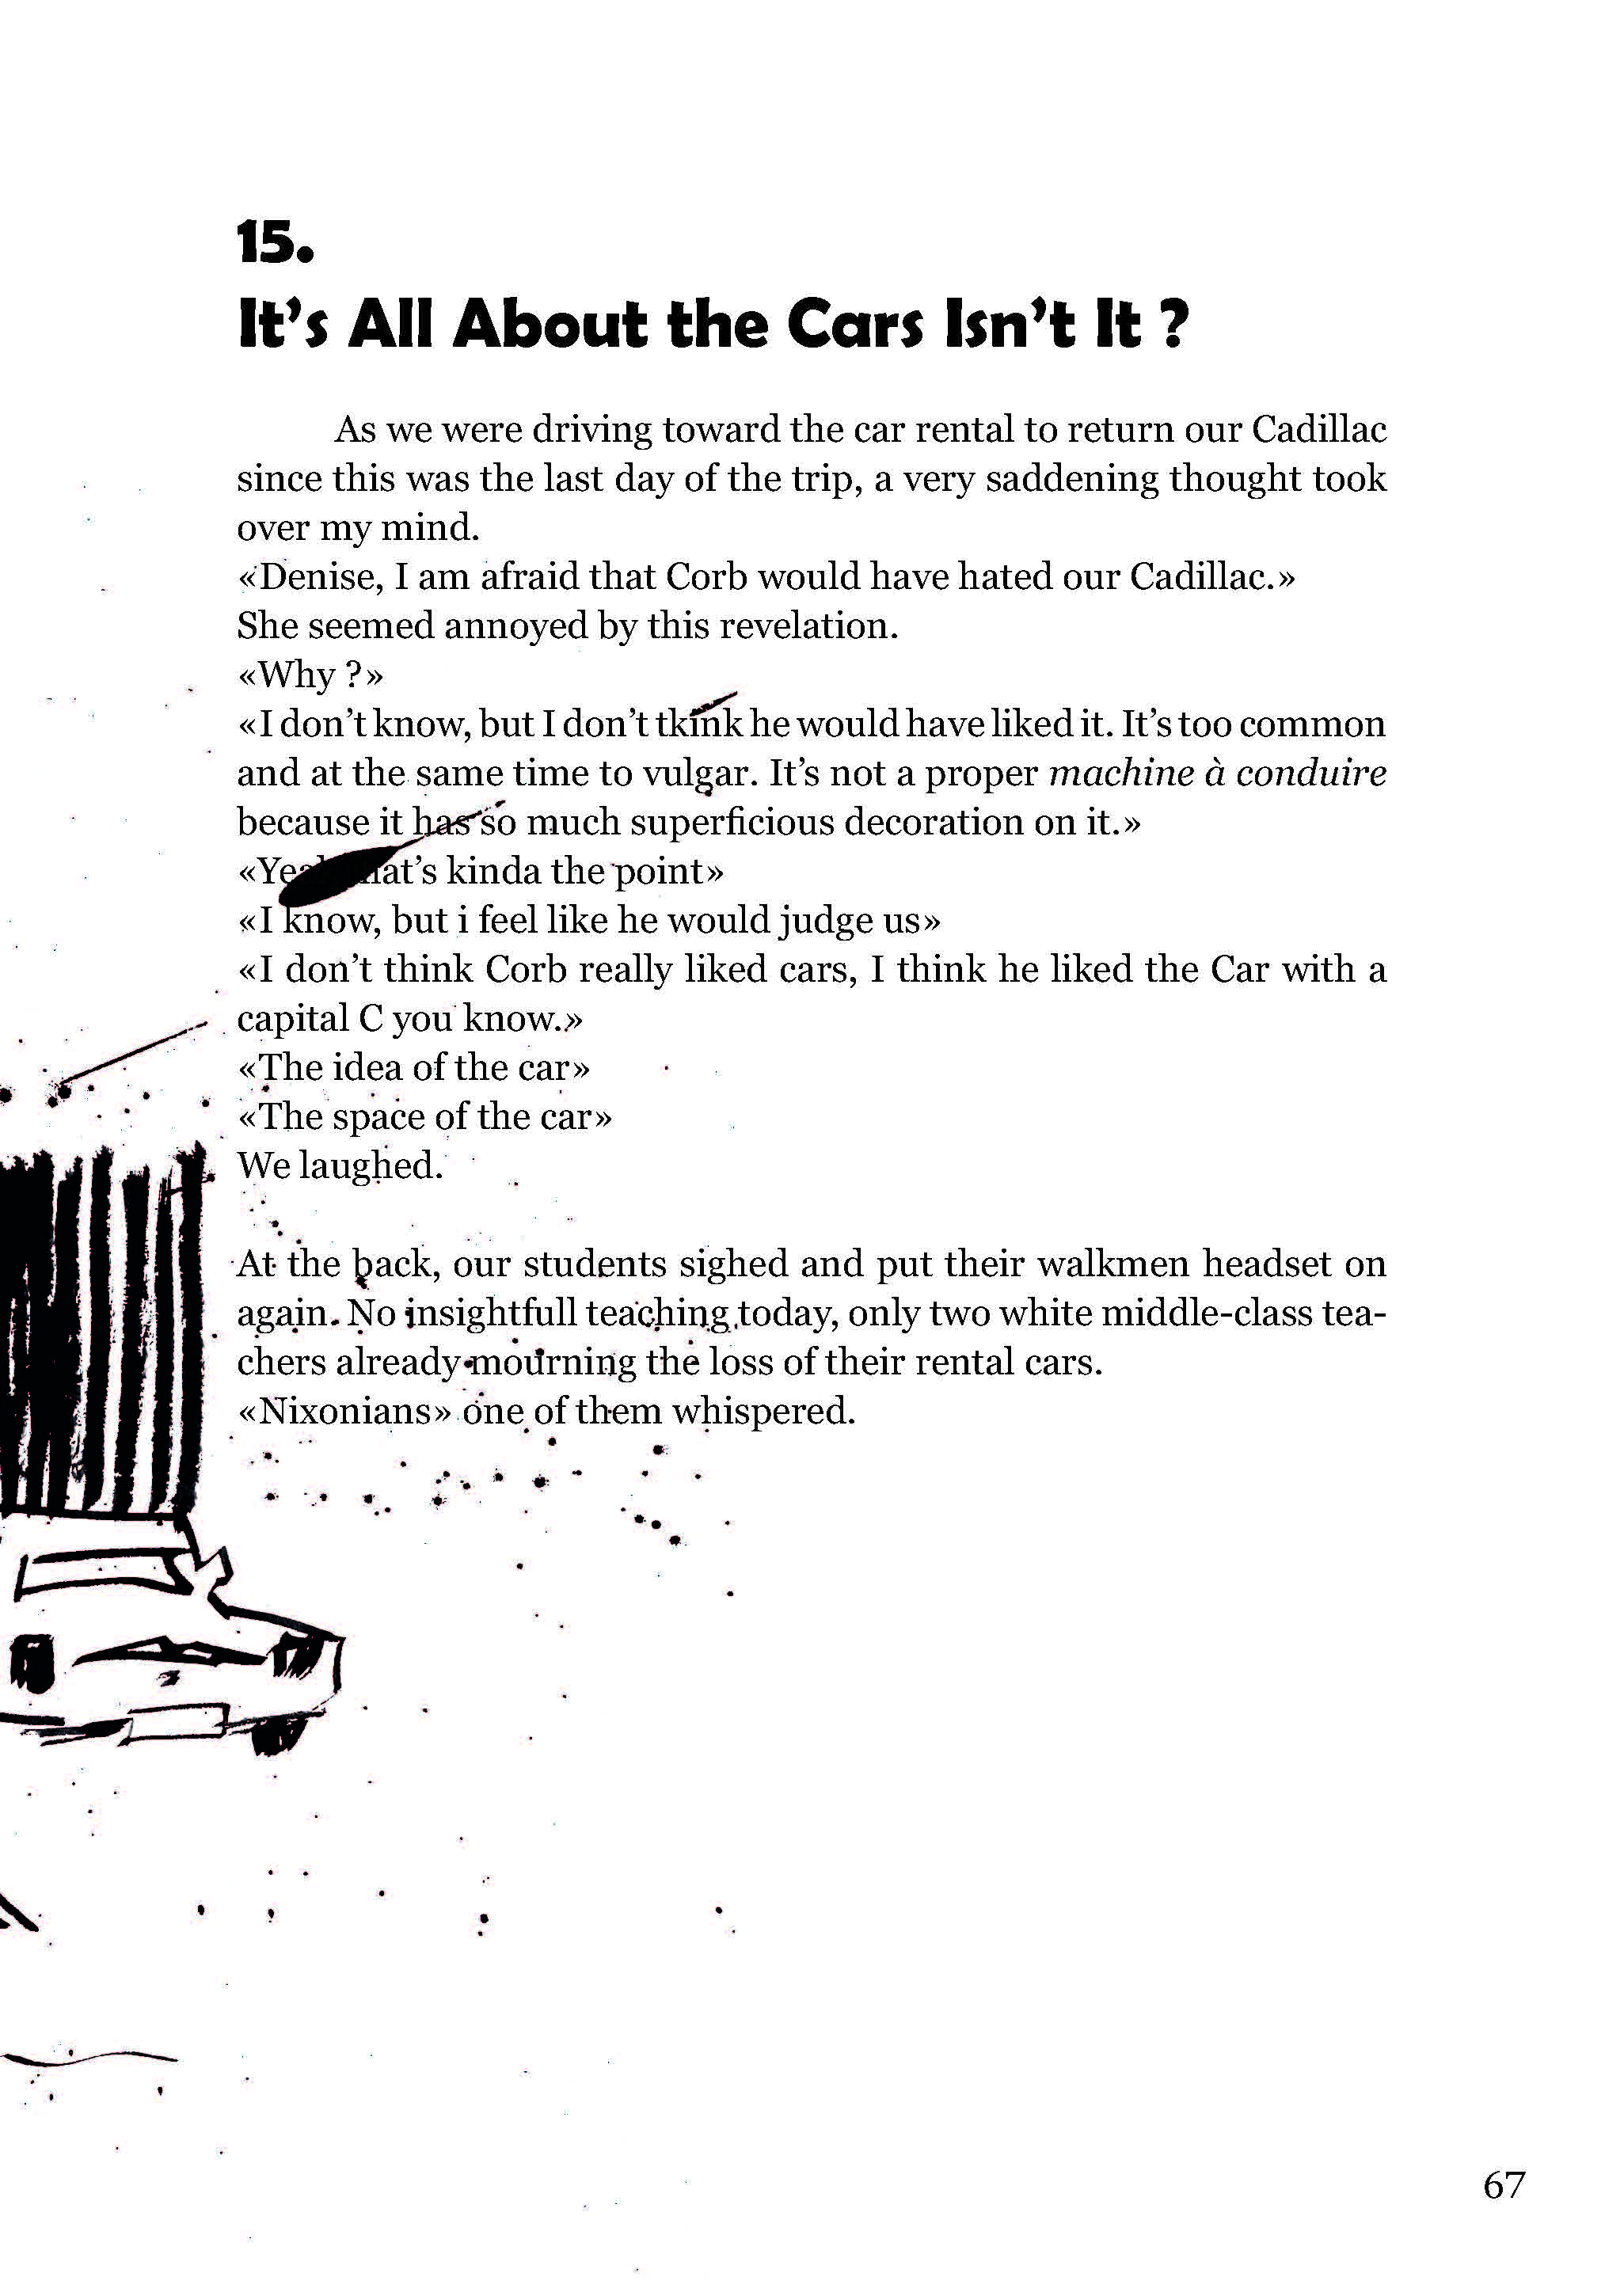 15.
It's All About the Cars Isn't It ?
As we were driving toward the car rental to return our Cadillac
since this was the last day of the trip, a very saddening thought took
over my mind.
«Denise, I am afraid that Corb would have hated our Cadillac.»
She seemed annoyed by this revelation.
«Why ?»
«I don't know, but I don't tkink he would have liked it. It's too common
and at the same time to vulgar. It's not a proper machine à conduire
because it has so much superficious decoration on it.»
kinda the point»
«I know, but i feel like he would judge us»
«I don't think Corb really liked cars, I think he liked the Car with a
capital C you know.»
«The idea of the car»
«The space of the car»
We laughed.
At the back, our students sighed and put their walkmen headset on
again. No insightfull teaching today, only two white middle-class tea-
chers already mourning the loss of their rental cars.
«Nixonians» one of them whispered.
67